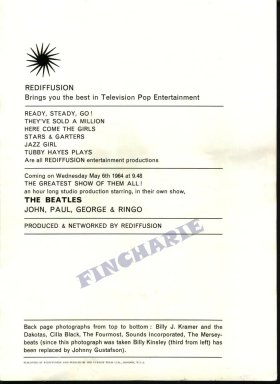 REDIFFUSION
Brings you the best in Television Pop Entertainment
READY, STEADY, GO!
THEY'VE SOLD A MILLION
HERE COME THE GIRLS
STARS & GARTERS
JAZZ GIRL
TUBBY HAYES PLAYS
Are all REDIFFUSION entertainment productions
Coming on Wednesday May 6th 1964 at 9.48
THE GREATEST SHOW OF THEM ALL!
an hour long studio production starring, in their own show,
THE BEATLES
JOHN, PAUL, GEORGE & RINGO
PRODUCED & NETWORKED BY REDIFFUSION
FINCHARIE
Back page photographs from top to bottom: Billy J. Kramer and the
Dakotas, Cilla Black, The Fourmost, Sounds Incorporated, The Mersey-
beats (since this photograph was taken Billy Kinsley (third from left) has
been replaced by Johnny Gustafson).